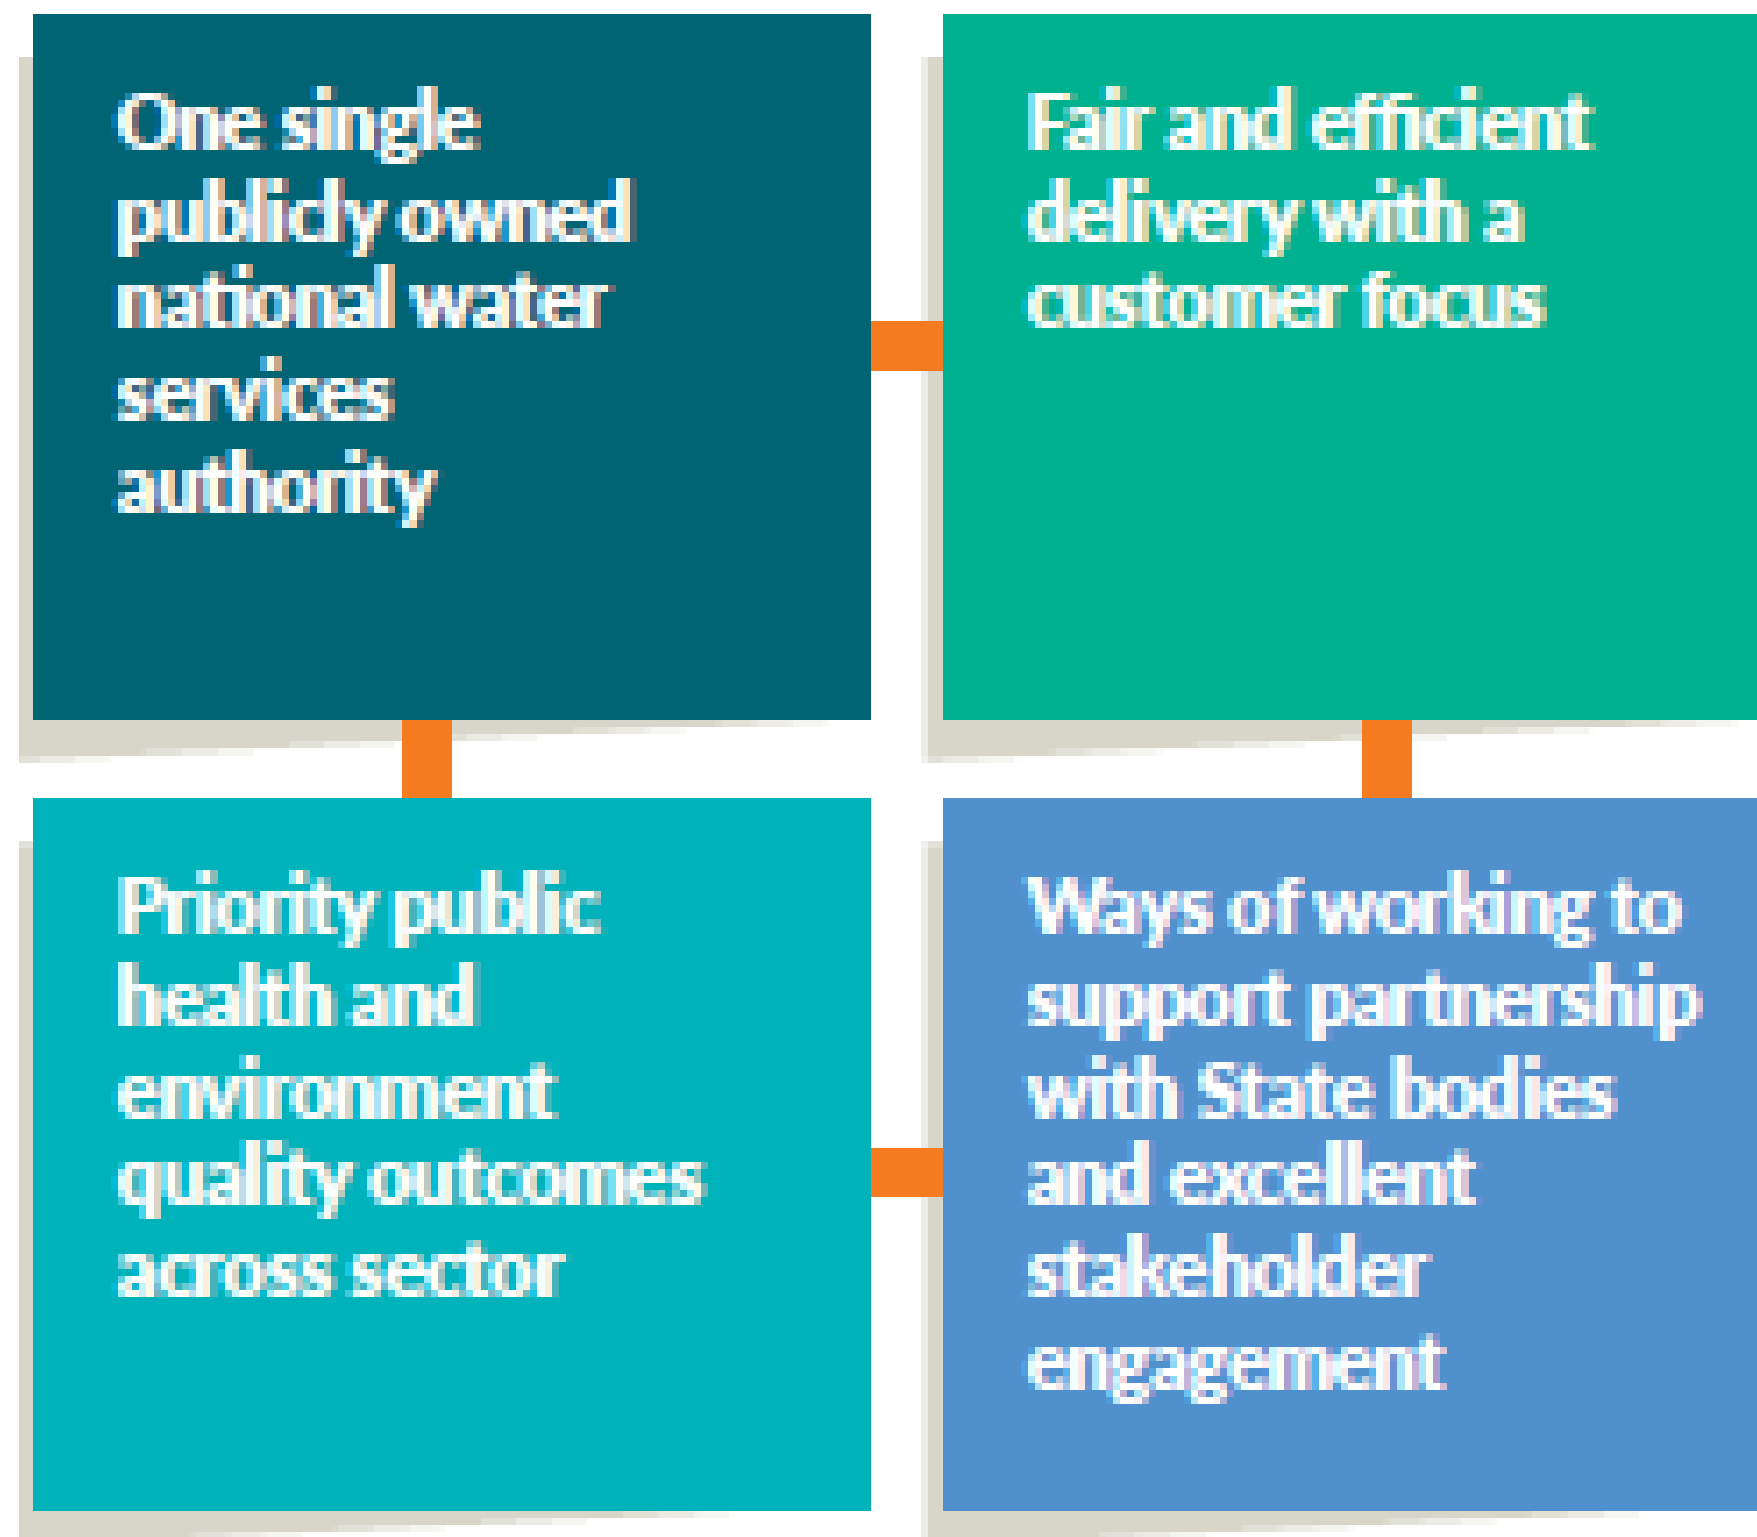 One single
publicly owned
national water
services
authority
Fair and efficient
delivery with a
customer focus
Priority public
health and
environment
quality outcomes
across sector
Ways of working to
support partnership
with State bodies
and excellent
stakeholder
engagement